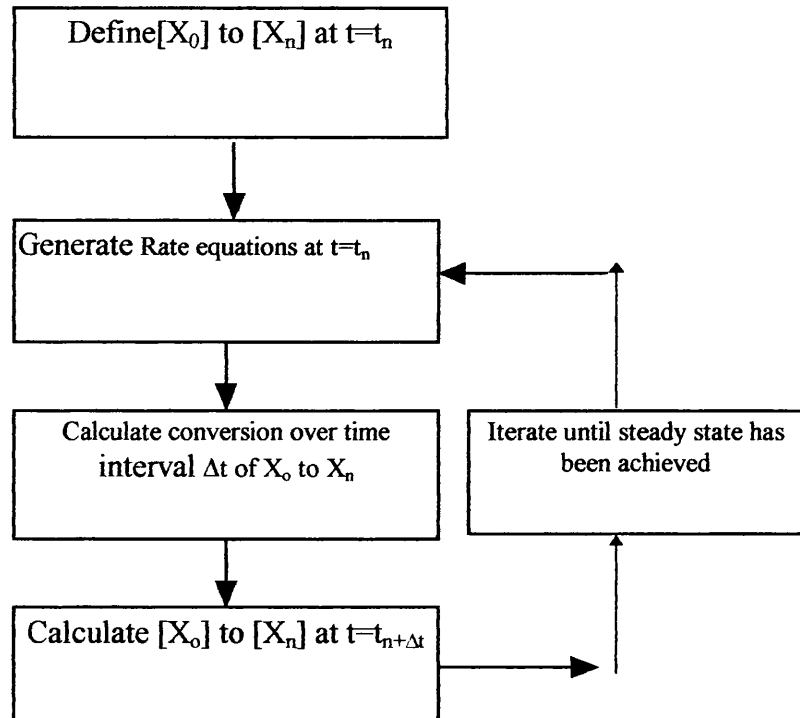 Define[X₀] to [Xₙ] at t=tₙ
Generate Rate equations at t=tₙ
Calculate conversion over time
interval Δt of Xₒ to Xₙ
Iterate until steady state has
been achieved
Calculate [Xₒ] to [Xₙ] at t=tₙ₊Δt